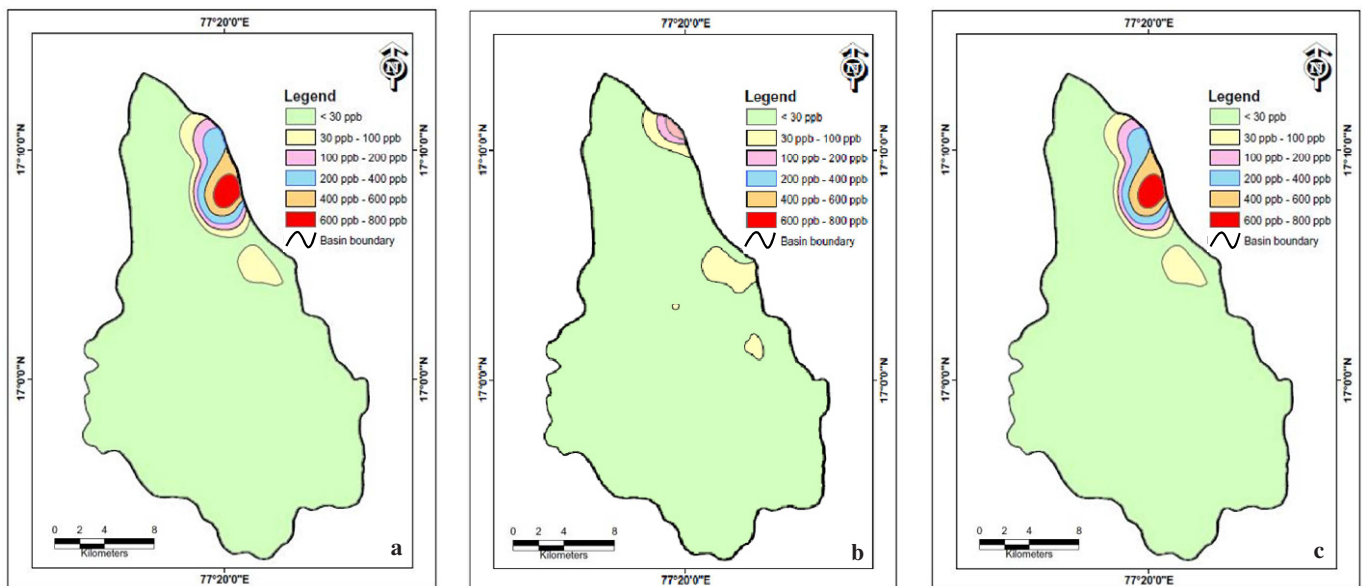 77°20'0"E
N
Legend
< 30 ppb
30 ppb - 100 ppb
100 ppb - 200 ppb
200 ppb - 400 ppb
400 ppb - 600 ppb
600 ppb - 800 ppb
Basin boundary
17°10'0"N
17°10'0"N
17°0'0"N
17°0'0"N
0 2 4 8
Kilometers
a
77°20'0"E
77°20'0"E
N
Legend
< 30 ppb
30 ppb - 100 ppb
100 ppb - 200 ppb
200 ppb - 400 ppb
400 ppb - 600 ppb
600 ppb - 800 ppb
Basin boundary
17°10'0"N
17°10'0"N
17°0'0"N
17°0'0"N
0 2 4 8
Kilometers
b
77°20'0"E
77°20'0"E
N
Legend
< 30 ppb
30 ppb - 100 ppb
100 ppb - 200 ppb
200 ppb - 400 ppb
400 ppb - 600 ppb
600 ppb - 800 ppb
Basin boundary
17°10'0"N
17°10'0"N
17°0'0"N
17°0'0"N
0 2 4 8
Kilometers
c
77°20'0"E